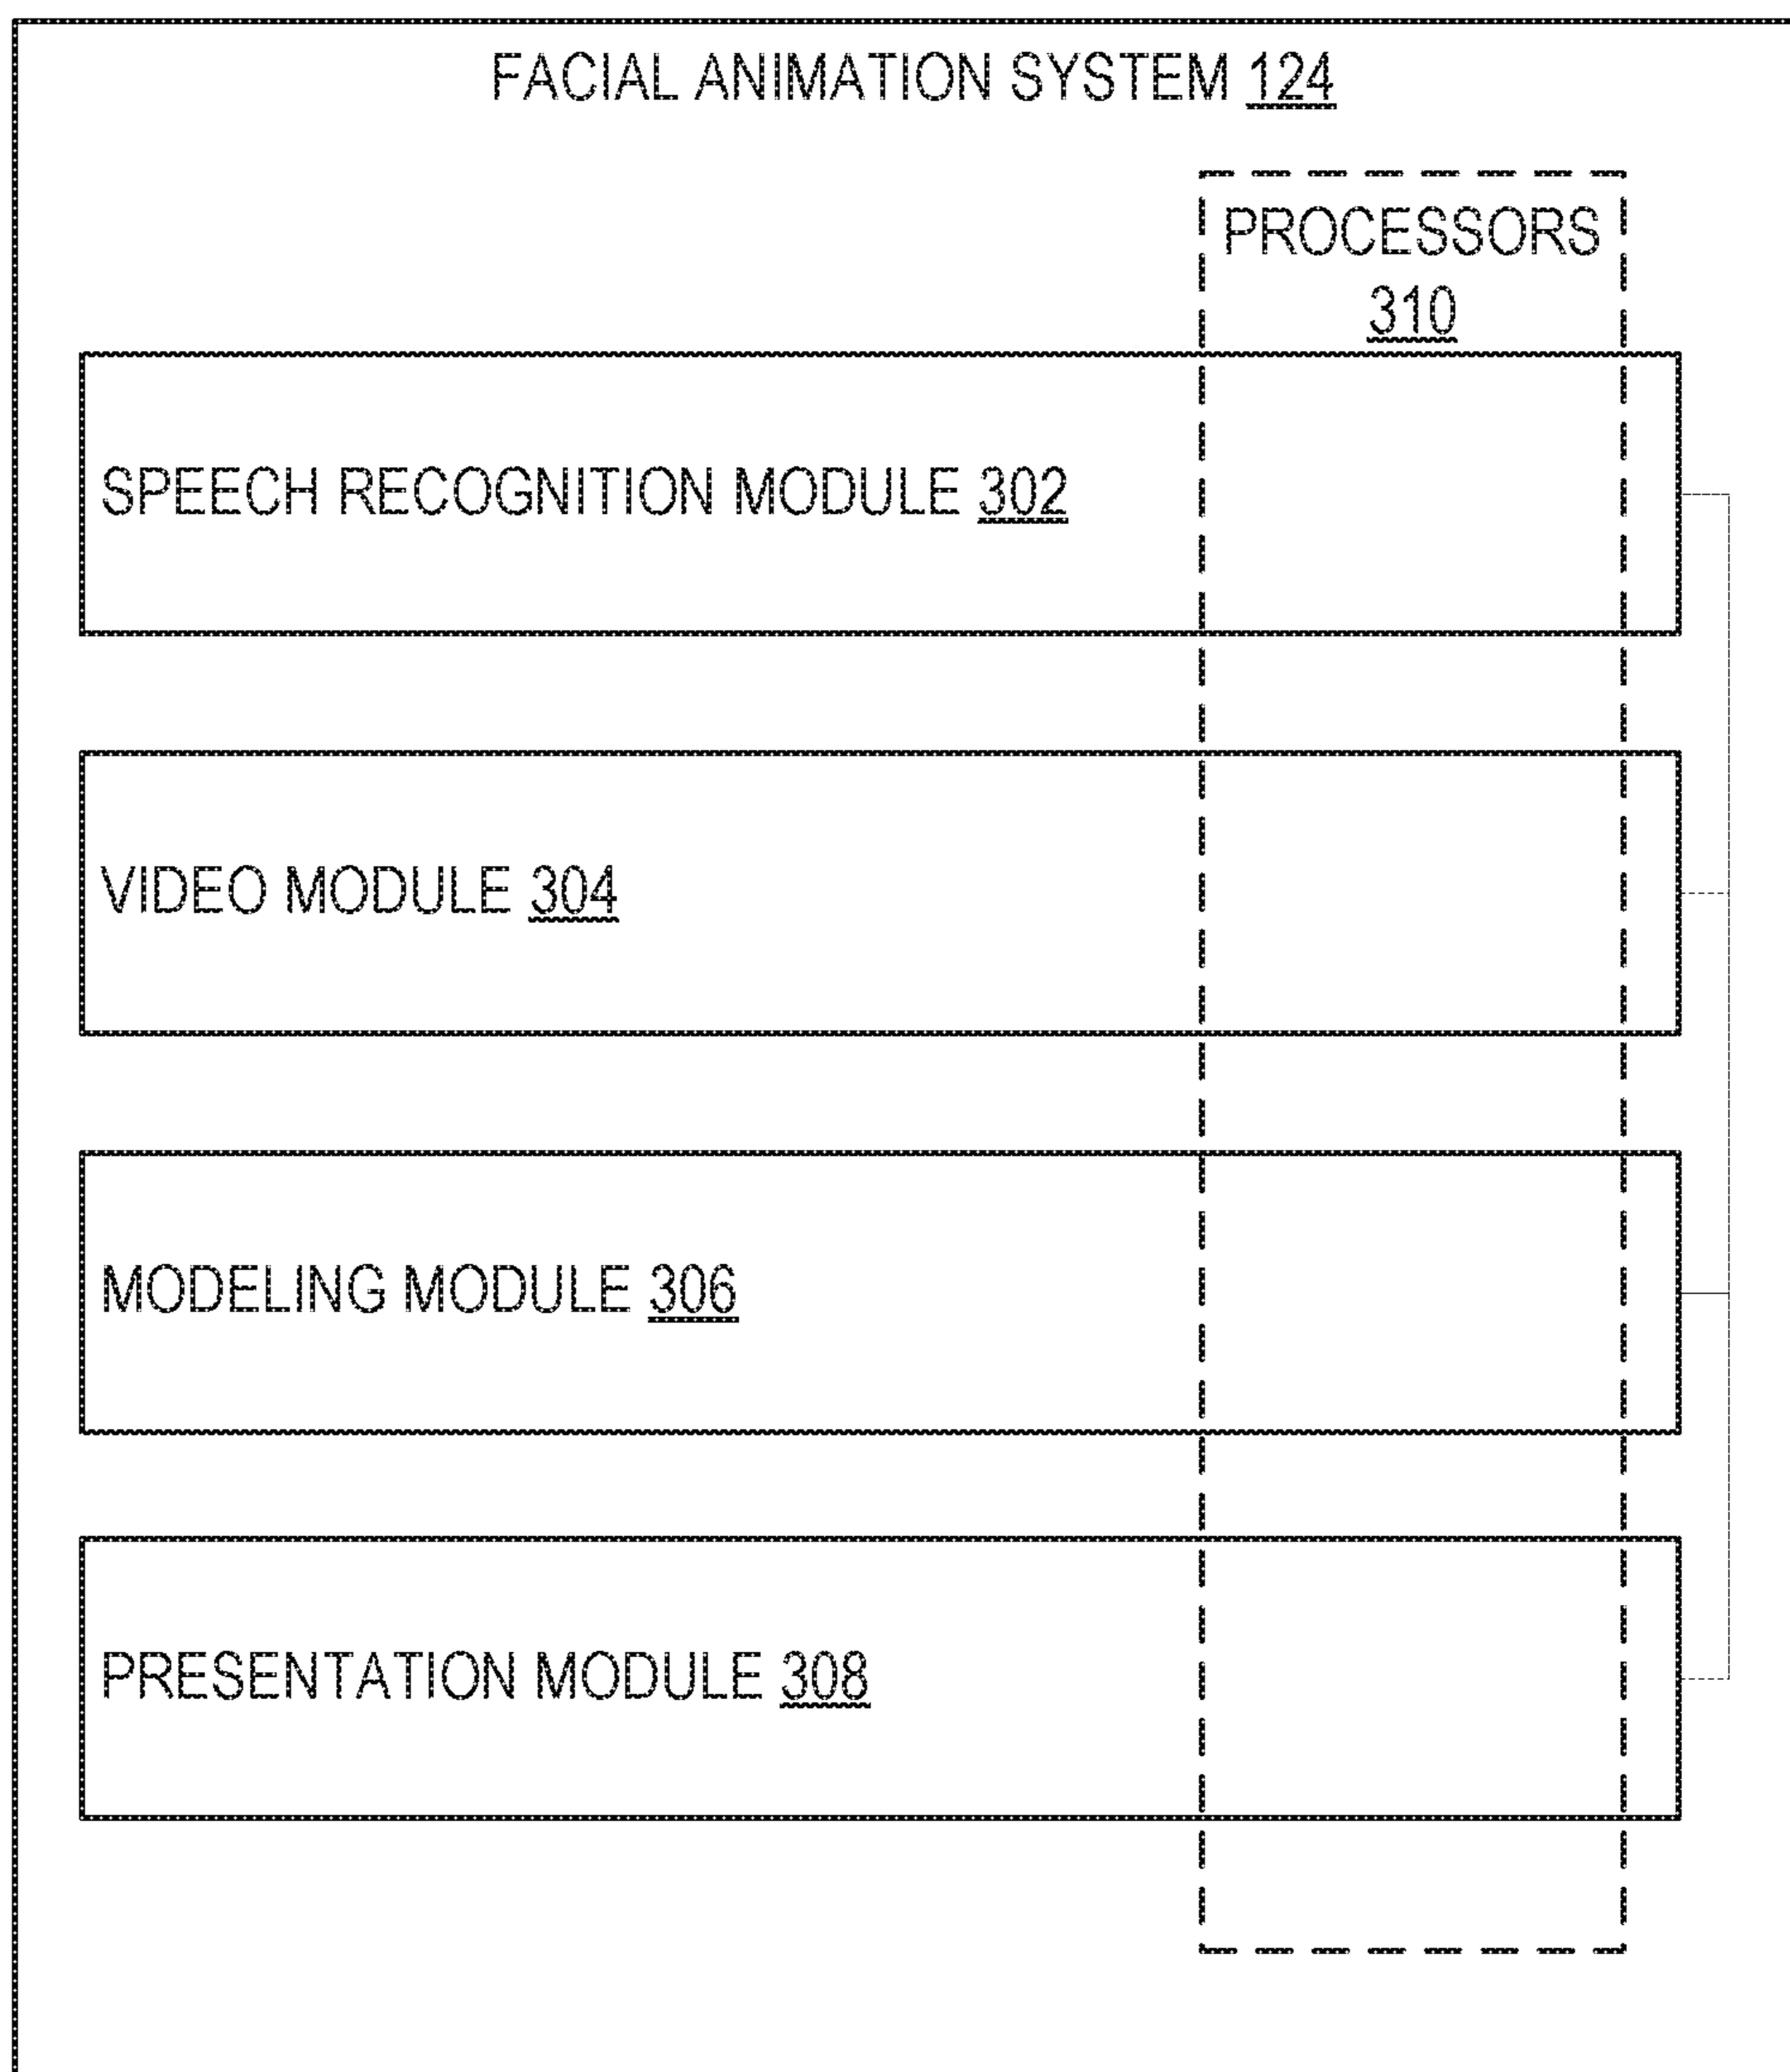 FACIAL ANIMATION SYSTEM 124
PROCESSORS
310
SPEECH RECOGNITION MODULE 302
VIDEO MODULE 304
MODELING MODULE 306
PRESENTATION MODULE 308